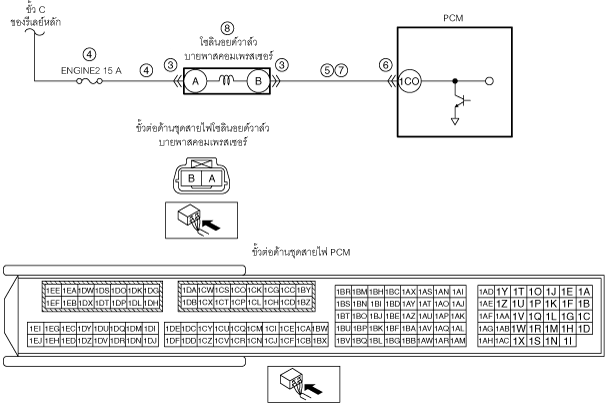 ขั้ว C
ของรีเลย์หลัก
8
โซลินอยด์วาล์ว
บายพาสคอมเพรสเซอร์
PCM
4
ENGINE2 15 A
4
3
A
B
3
5 7
6
1CO
ขั้วต่อด้านชุดสายไฟโซลินอยด์วาล์ว
บายพาสคอมเพรสเซอร์
B A
ขั้วต่อด้านชุดสายไฟ PCM
1EE 1EA 1DW 1DS 1DO 1DK 1DG 1DA 1CW 1CS 1CO 1CK 1CG 1CC 1BY 1BR 1BM 1BH 1BC 1AX 1AS 1AN 1AI 1AD 1Y 1T 1O 1J 1E 1A
1EF 1EB 1DX 1DT 1DP 1DL 1DH 1DB 1CX 1CT 1CP 1CL 1CH 1CD 1BZ 1BS 1BN 1BI 1BD 1AY 1AT 1AO 1AJ 1AE 1Z 1U 1P 1K 1F 1B
1BT 1BO 1BJ 1BE 1AZ 1AU 1AP 1AK 1AF 1AA 1V 1Q 1L 1G 1C
1EI 1EG 1EC 1DY 1DU 1DQ 1DM 1DI 1DE 1DC 1CY 1CU 1CQ 1CM 1CI 1CE 1CA 1BW 1BU 1BP 1BK 1BF 1BA 1AV 1AQ 1AL 1AG 1AB 1W 1R 1M 1H 1D
1EJ 1EH 1ED 1DZ 1DV 1DR 1DN 1DJ 1DF 1DD 1CZ 1CV 1CR 1CN 1CJ 1CF 1CB 1BX 1BV 1BQ 1BL 1BG 1BB 1AW 1AR 1AM 1AH 1AC 1X 1S 1N 1I